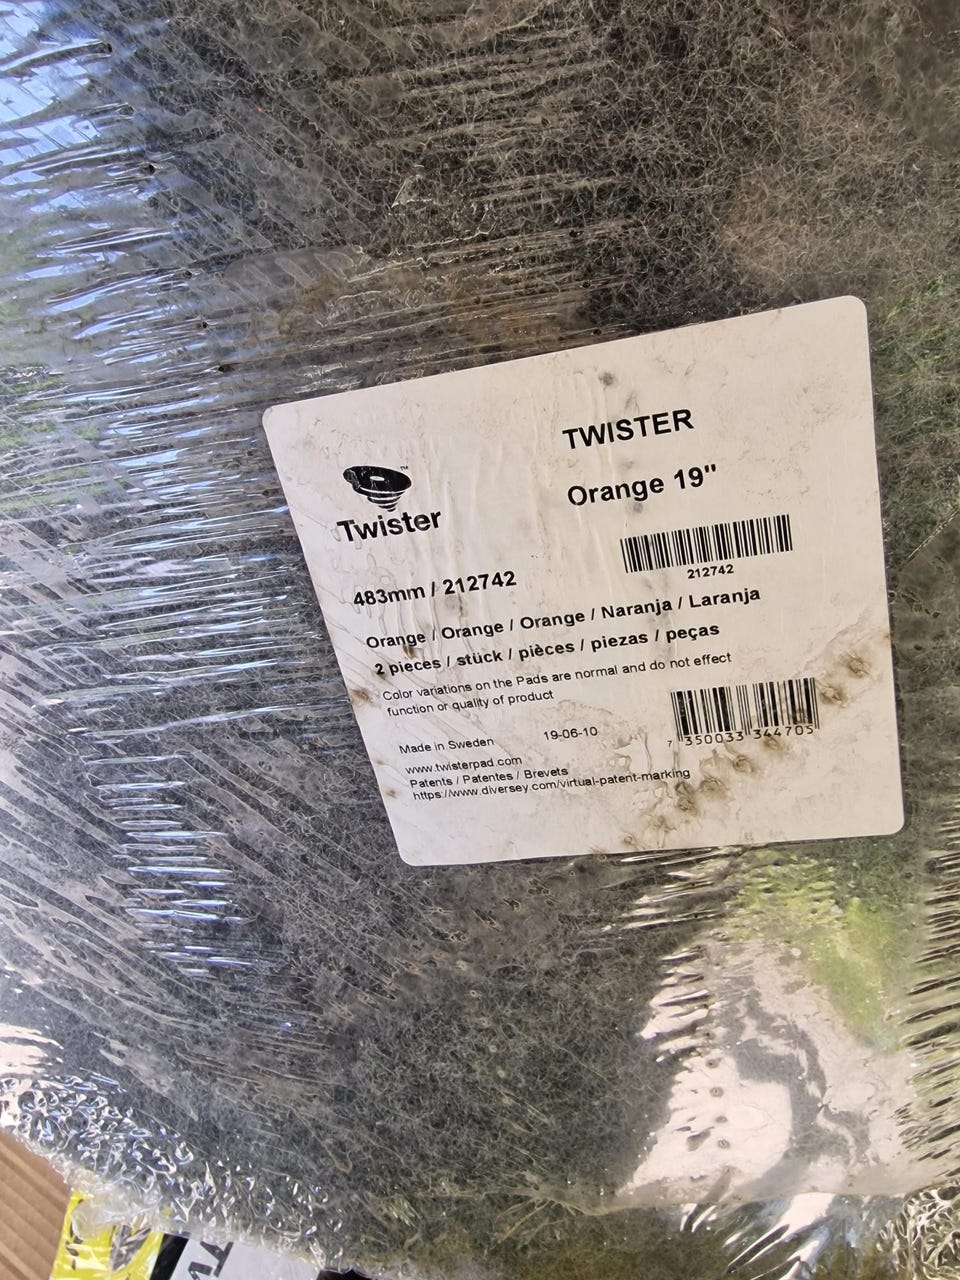 TWISTER
Orange 19"
™
Twister
212742
483mm / 212742
Orange / Orange / Orange / Naranja / Laranja
2 pieces / stück / pièces / piezas / peças
Color variations on the Pads are normal and do not effect
function or quality of product
7 350033 344705
Made in Sweden
19-06-10
www.twisterpad.com
Patents / Patentes / Brevets
https://www.diversey.com/virtual-patent-marking